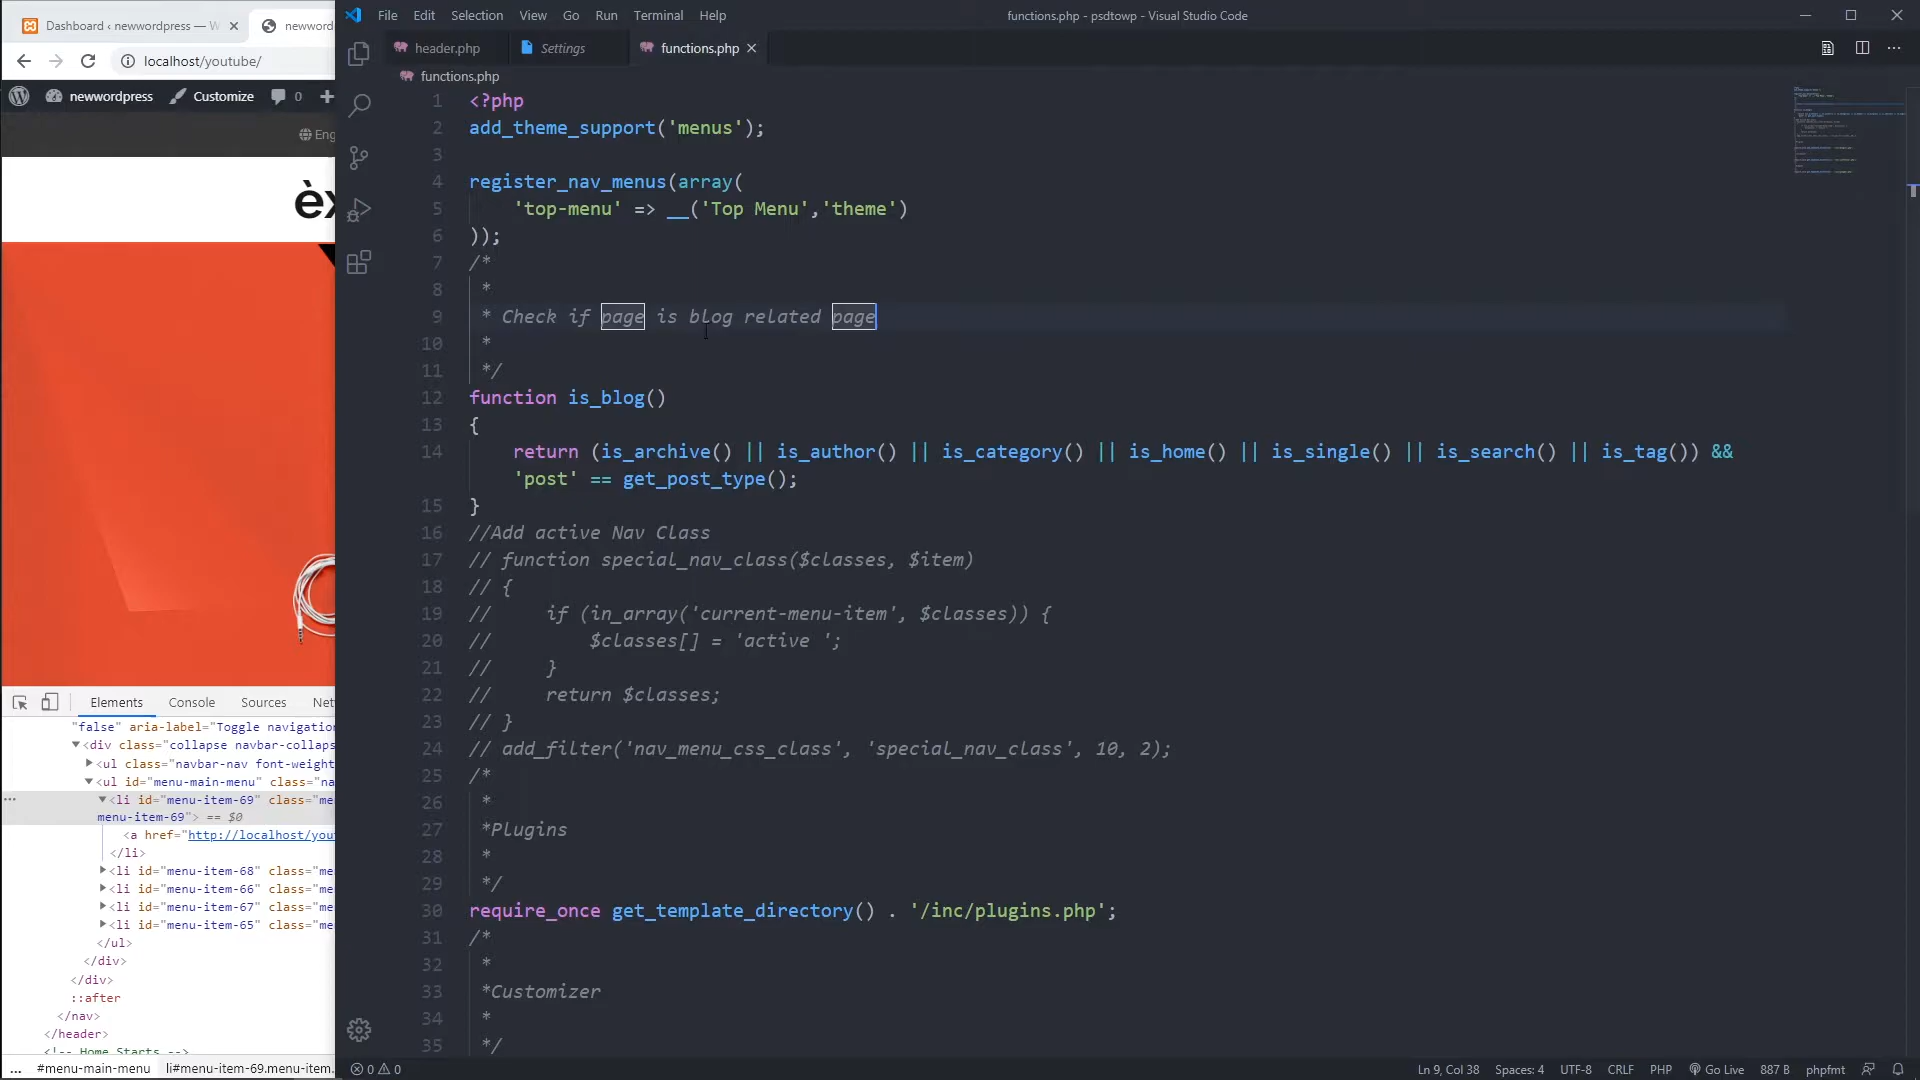 Dashboard ‹ newwordpress — W
newword
localhost/youtube/
newwordpress Customize 0
Eng
èx
Elements Console Sources Net
"false" aria-label="Toggle navigation
<div class="collapse navbar-collaps
<ul class="navbar-nav font-weight
<ul id="menu-main-menu" class="na
<li id="menu-item-69" class="me
menu-item-69"> == $0
<a href="http://localhost/you
</li>
<li id="menu-item-68" class="me
<li id="menu-item-66" class="me
<li id="menu-item-67" class="me
<li id="menu-item-65" class="me
</ul>
</div>
</div>
::after
</nav>
</header>
<!-- Home Starts -->
... #menu-main-menu li#menu-item-69.menu-item.
File Edit Selection View Go Run Terminal Help
functions.php - psdtowp - Visual Studio Code
header.php Settings functions.php
functions.php
1 <?php
2 add_theme_support('menus');
3
4 register_nav_menus(array(
5 'top-menu' => __('Top Menu','theme')
6 ));
7 /*
8 *
9 * Check if page is blog related page
10 *
11 */
12 function is_blog()
13 {
14 return (is_archive() || is_author() || is_category() || is_home() || is_single() || is_search() || is_tag()) &&
'post' == get_post_type();
15 }
16 //Add active Nav Class
17 // function special_nav_class($classes, $item)
18 // {
19 // if (in_array('current-menu-item', $classes)) {
20 // $classes[] = 'active ';
21 // }
22 // return $classes;
23 // }
24 // add_filter('nav_menu_css_class', 'special_nav_class', 10, 2);
25 /*
26 *
27 *Plugins
28 *
29 */
30 require_once get_template_directory() . '/inc/plugins.php';
31 /*
32 *
33 *Customizer
34 *
35 */
0 0
Ln 9, Col 38 Spaces: 4 UTF-8 CRLF PHP Go Live 887 B phpfmt